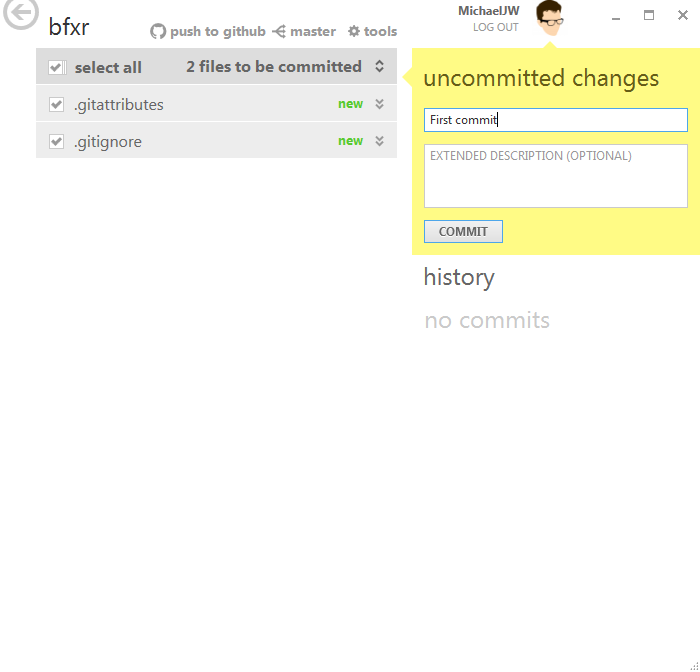 MichaelJW
LOG OUT
bfxr
push to github master tools
select all 2 files to be committed
.gitattributes new
.gitignore new
uncommitted changes
First commit
EXTENDED DESCRIPTION (OPTIONAL)
COMMIT
history
no commits